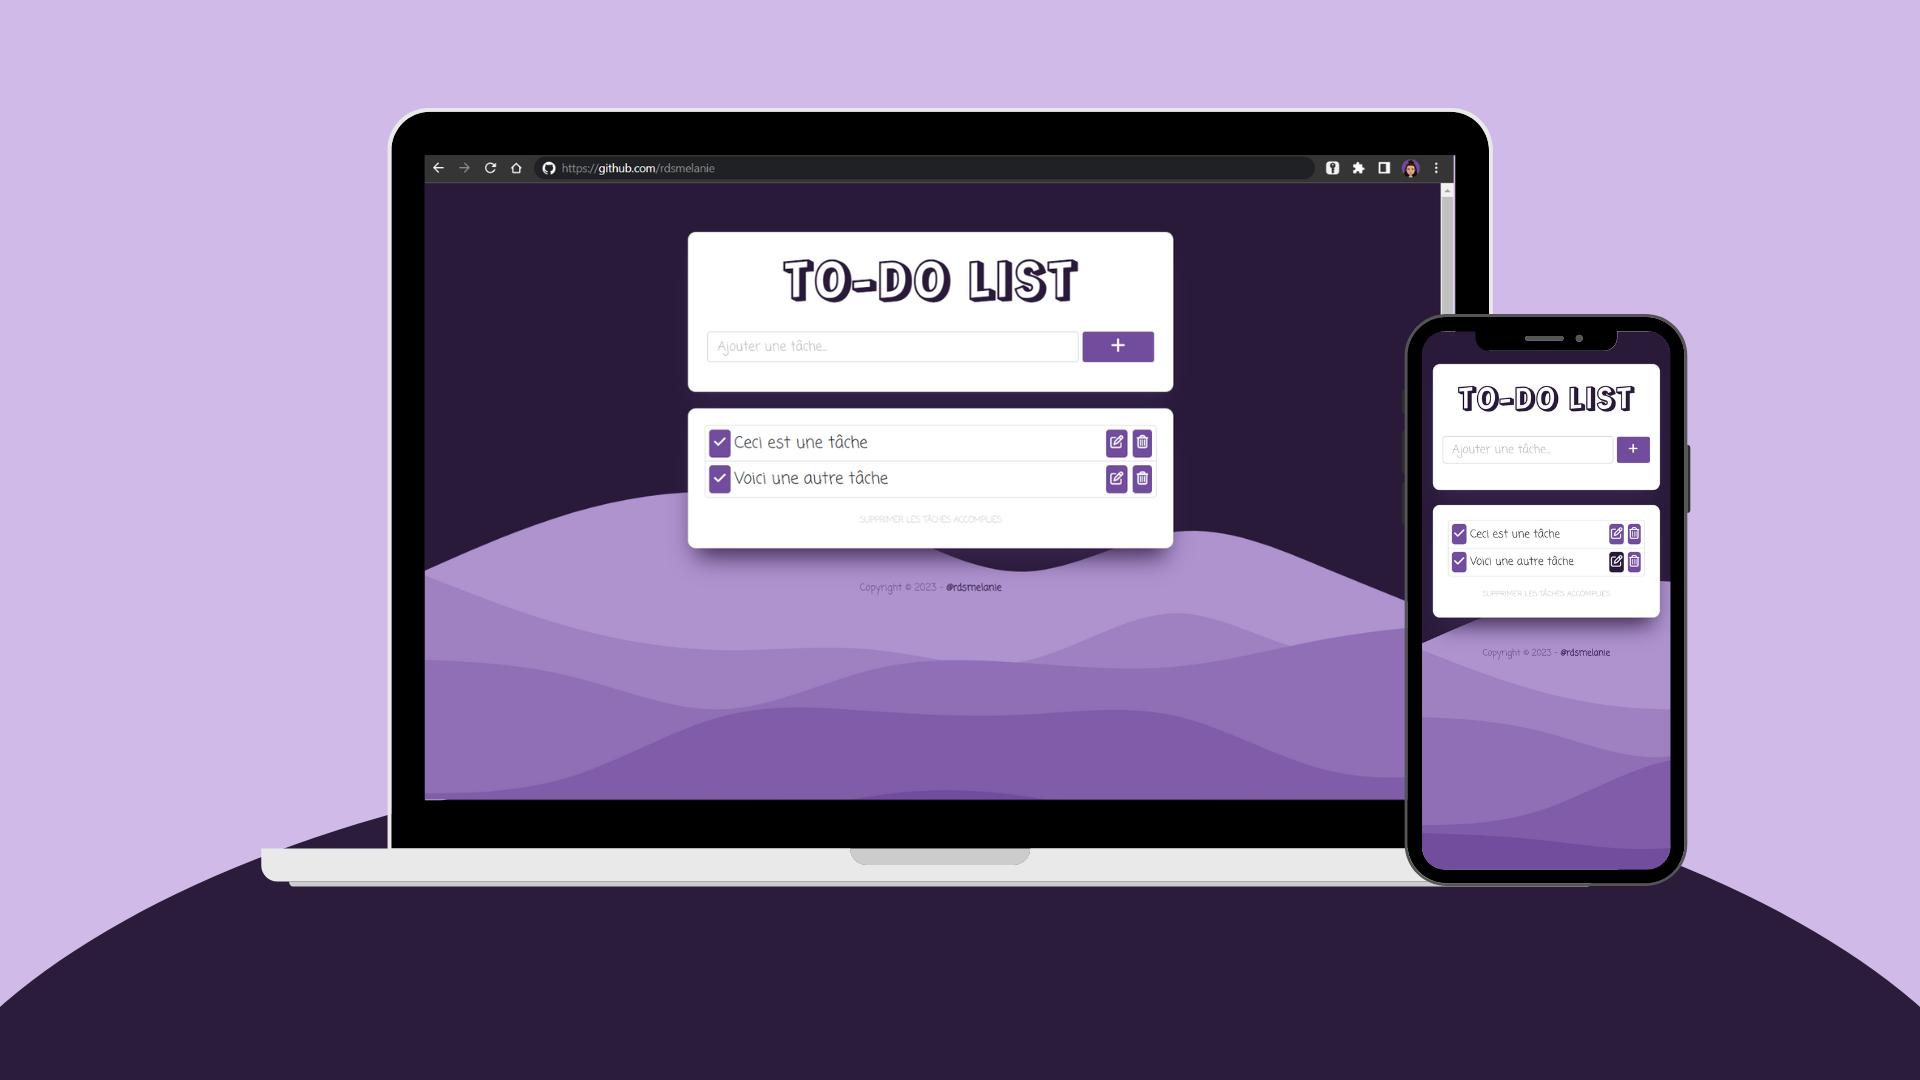 https://github.com/rdsmelanie
TO-DO LIST
Ajouter une tâche...
Ceci est une tâche
Voici une autre tâche
SUPPRIMER LES TÂCHES ACCOMPLIES
Copyright © 2023 - @rdsmelanie
TO-DO LIST
Ajouter une tâche...
Ceci est une tâche
Voici une autre tâche
SUPPRIMER LES TÂCHES ACCOMPLIES
Copyright © 2023 - @rdsmelanie